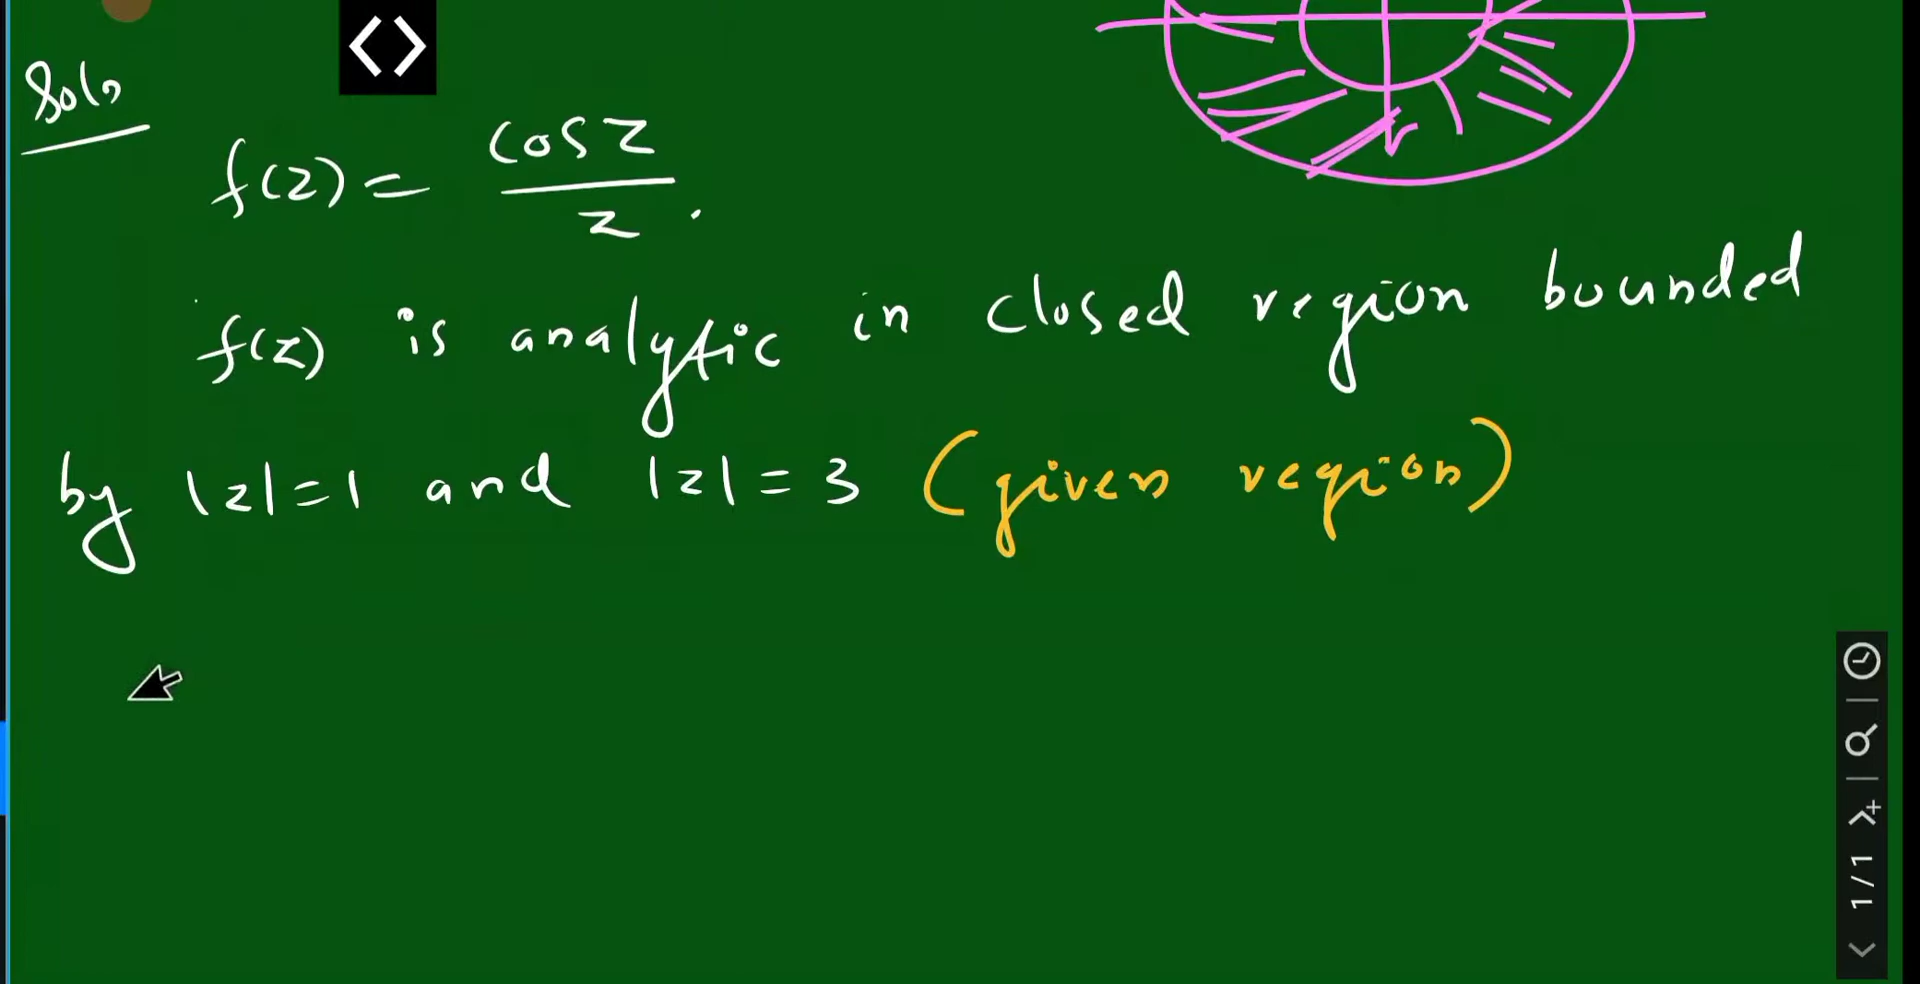 Soln
f(z) = cos z / z .
f(z) is analytic in closed region bounded
by |z|=1 and |z|=3 (given region)
1/1